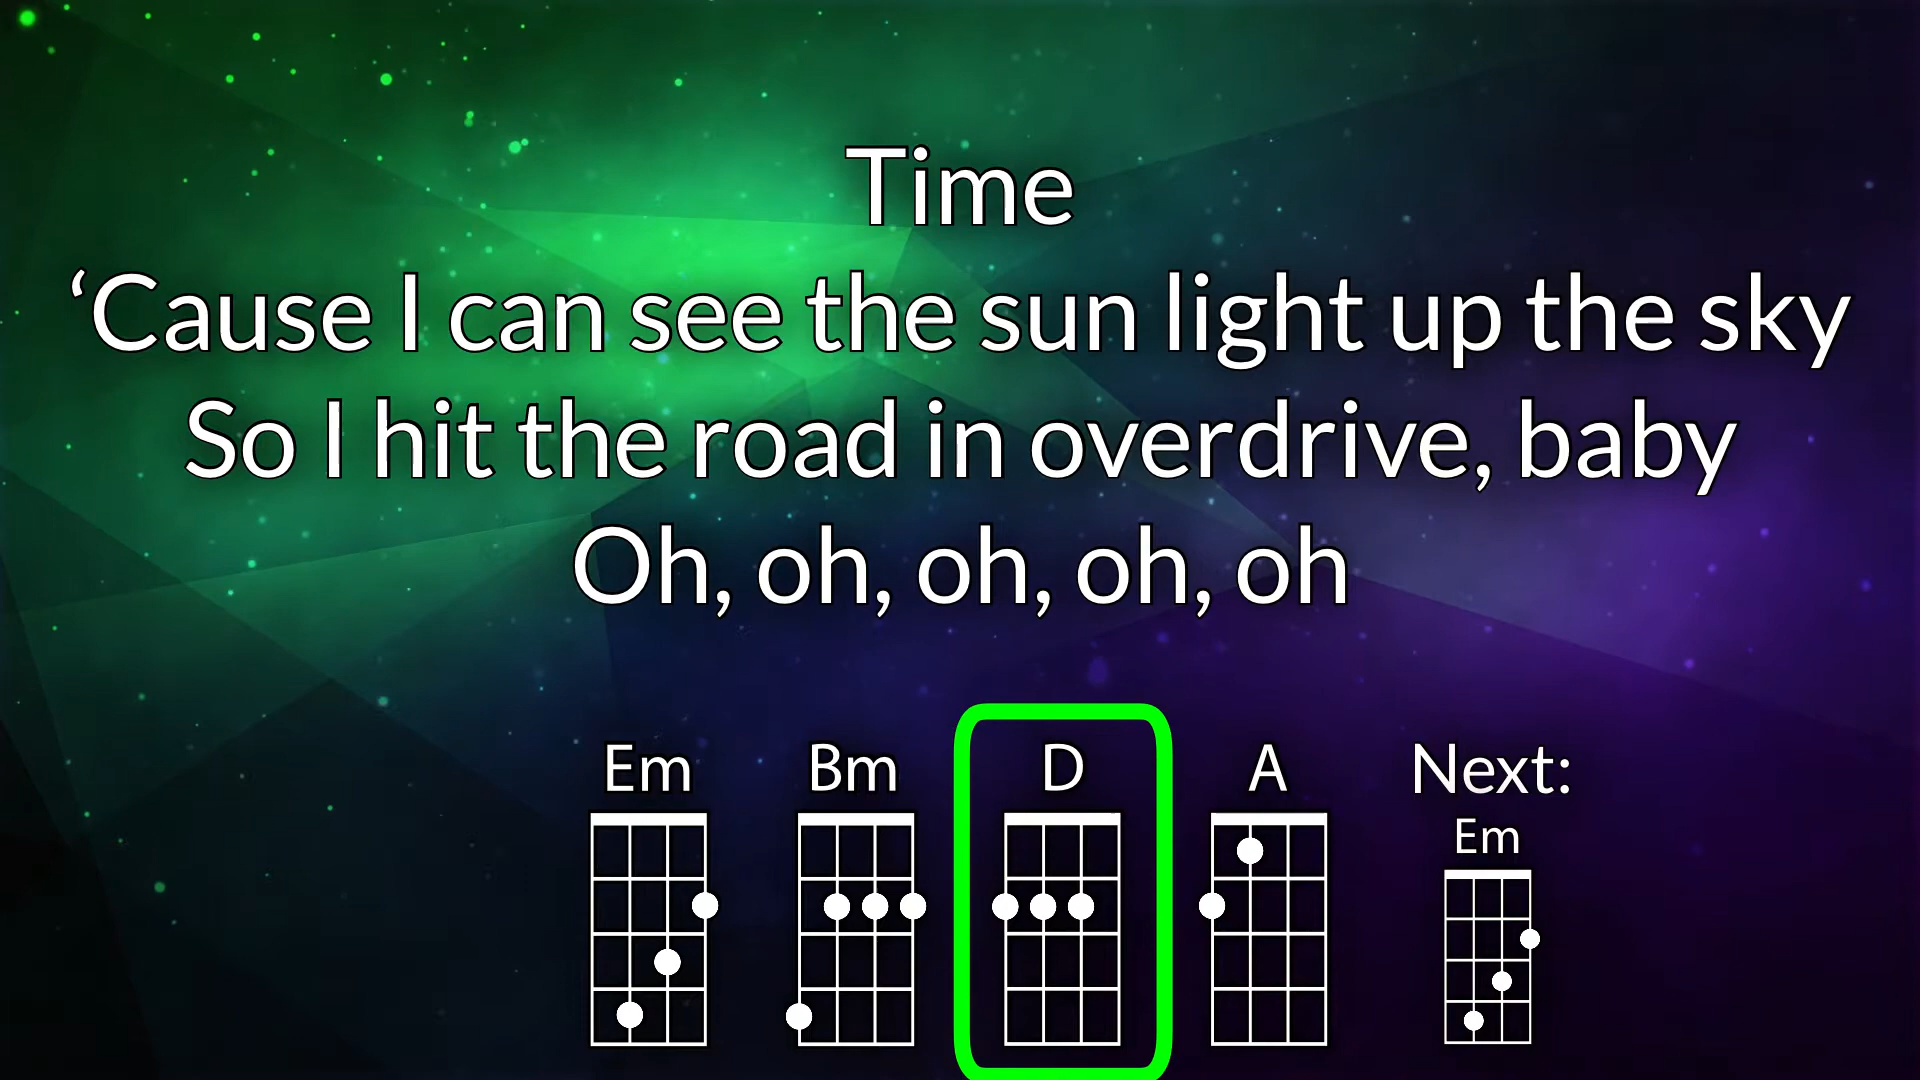 Time
‘Cause I can see the sun light up the sky
So I hit the road in overdrive, baby
Oh, oh, oh, oh, oh
Em Bm D A Next:
Em